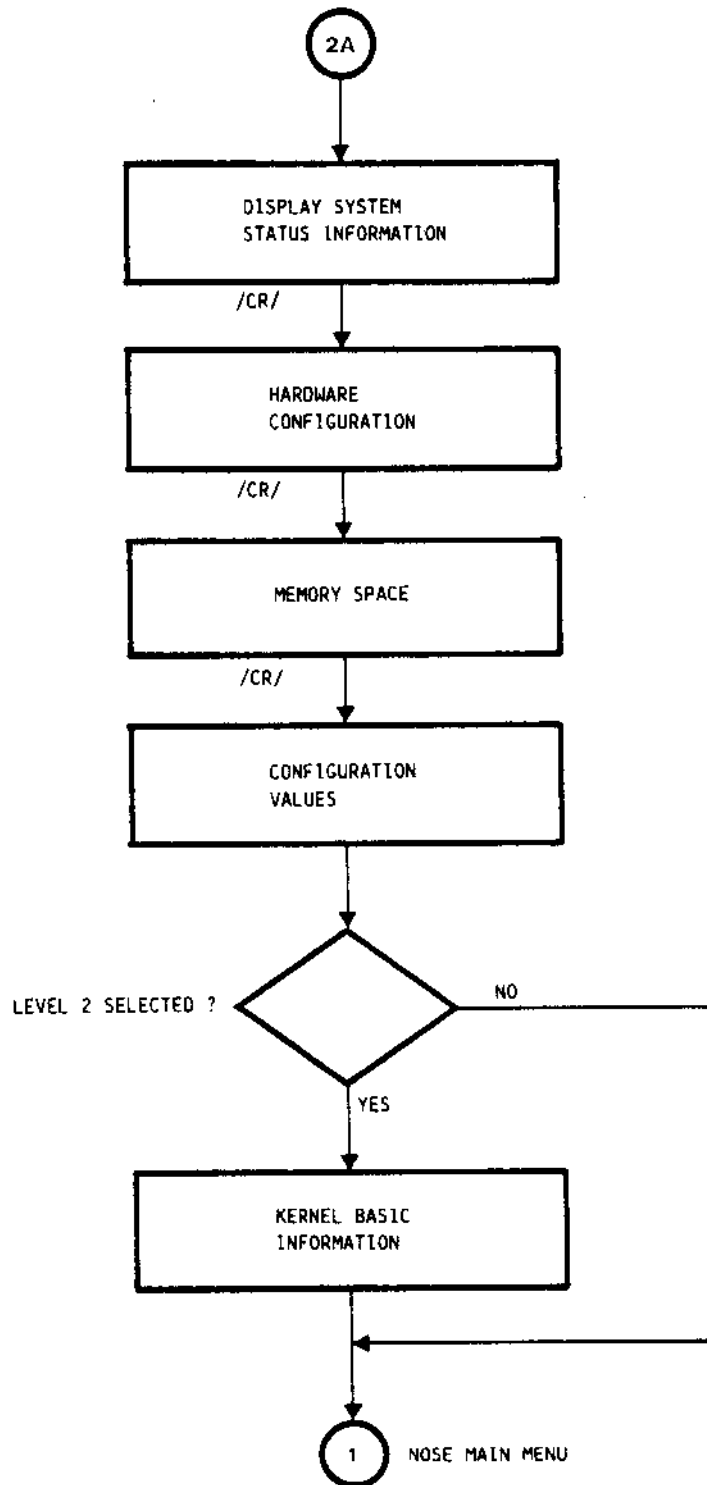 2A
DISPLAY SYSTEM
STATUS INFORMATION
/CR/
HARDWARE
CONFIGURATION
/CR/
MEMORY SPACE
/CR/
CONFIGURATION
VALUES
LEVEL 2 SELECTED ?
NO
YES
KERNEL BASIC
INFORMATION
1 NOSE MAIN MENU